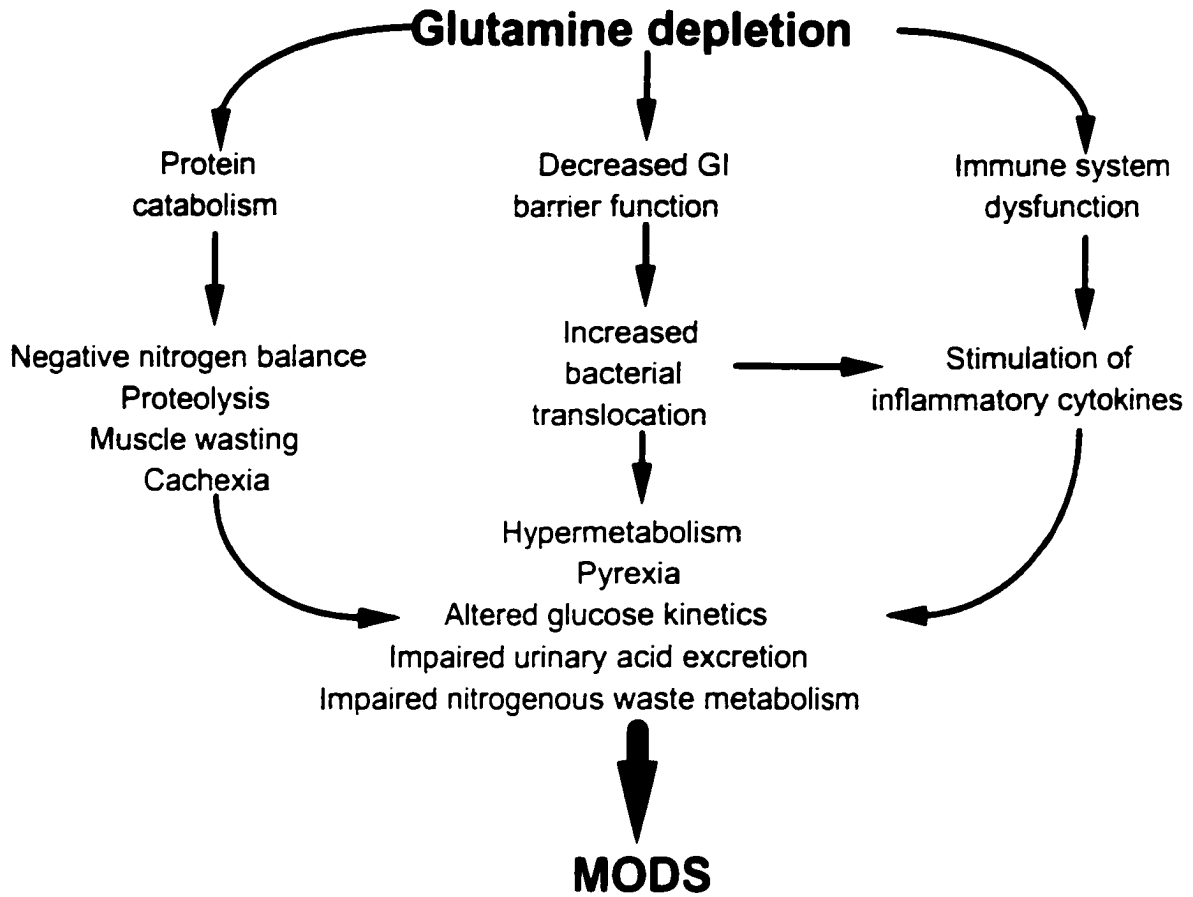 Glutamine depletion
Protein
catabolism
Decreased GI
barrier function
Immune system
dysfunction
Negative nitrogen balance
Proteolysis
Muscle wasting
Cachexia
Increased
bacterial
translocation
Stimulation of
inflammatory cytokines
Hypermetabolism
Pyrexia
Altered glucose kinetics
Impaired urinary acid excretion
Impaired nitrogenous waste metabolism
MODS